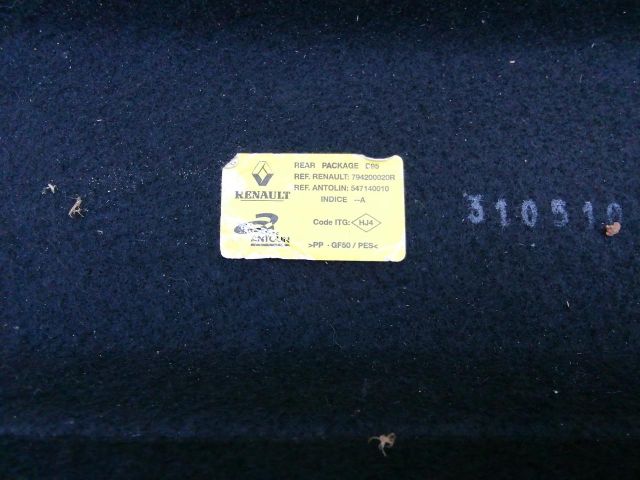 REAR PACKAGE
REF. RENAULT: 794200020R
REF. ANTOLIN: 547140010
INDICE --A
RENAULT
Code ITG: HJ4
>PP - GF50 / PES<
310510